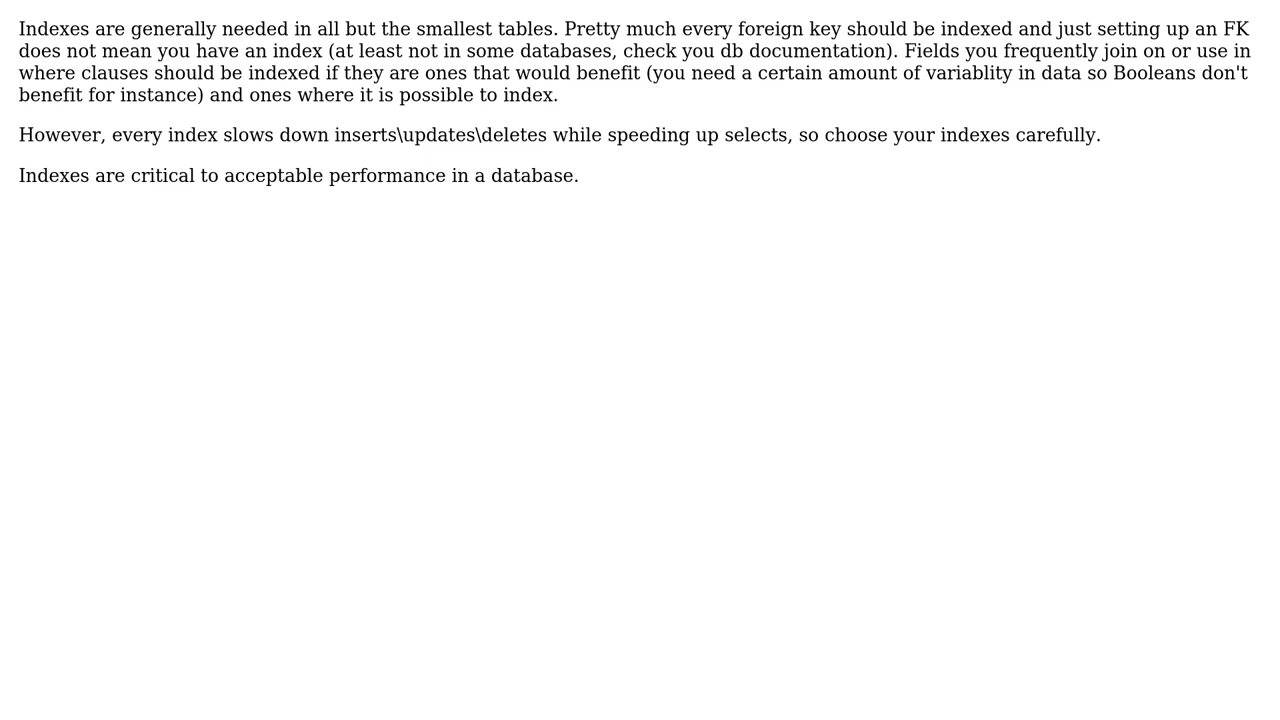 Indexes are generally needed in all but the smallest tables. Pretty much every foreign key should be indexed and just setting up an FK
does not mean you have an index (at least not in some databases, check you db documentation). Fields you frequently join on or use in
where clauses should be indexed if they are ones that would benefit (you need a certain amount of variablity in data so Booleans don't
benefit for instance) and ones where it is possible to index.
However, every index slows down inserts\updates\deletes while speeding up selects, so choose your indexes carefully.
Indexes are critical to acceptable performance in a database.